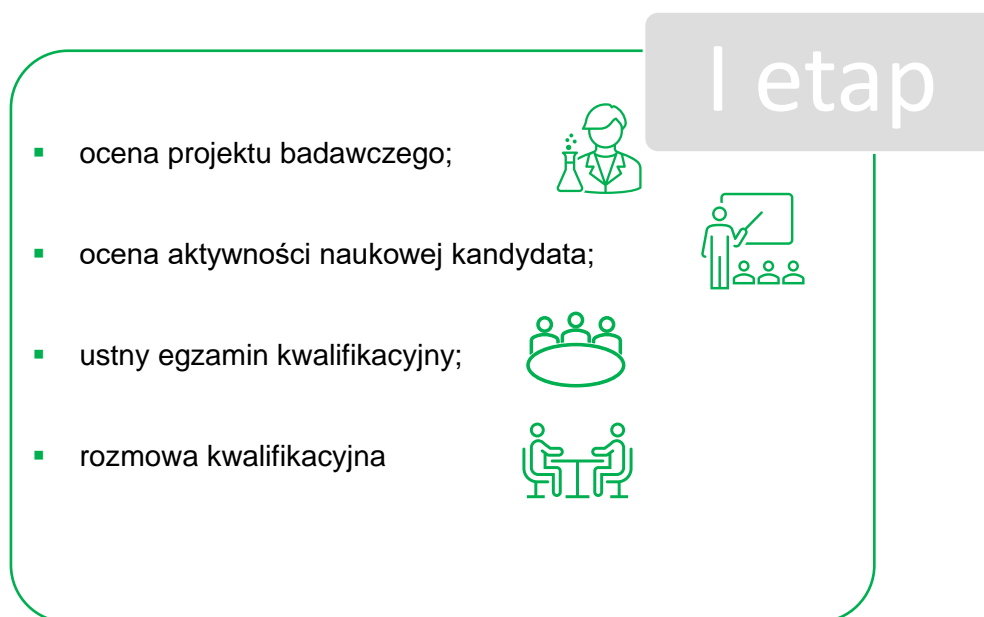 I etap
▪ ocena projektu badawczego;
▪ ocena aktywności naukowej kandydata;
▪ ustny egzamin kwalifikacyjny;
▪ rozmowa kwalifikacyjna